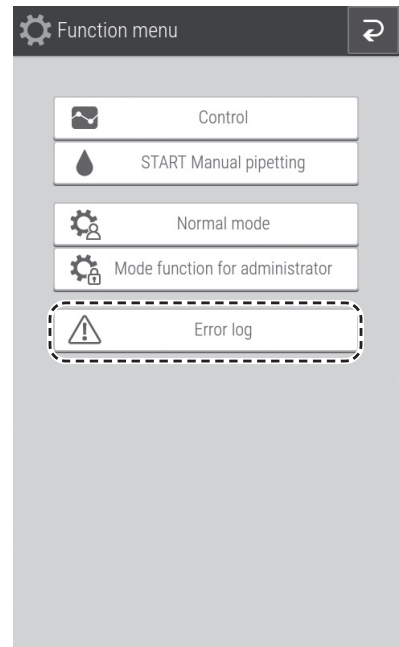 Function menu
Control
START Manual pipetting
Normal mode
Mode function for administrator
Error log